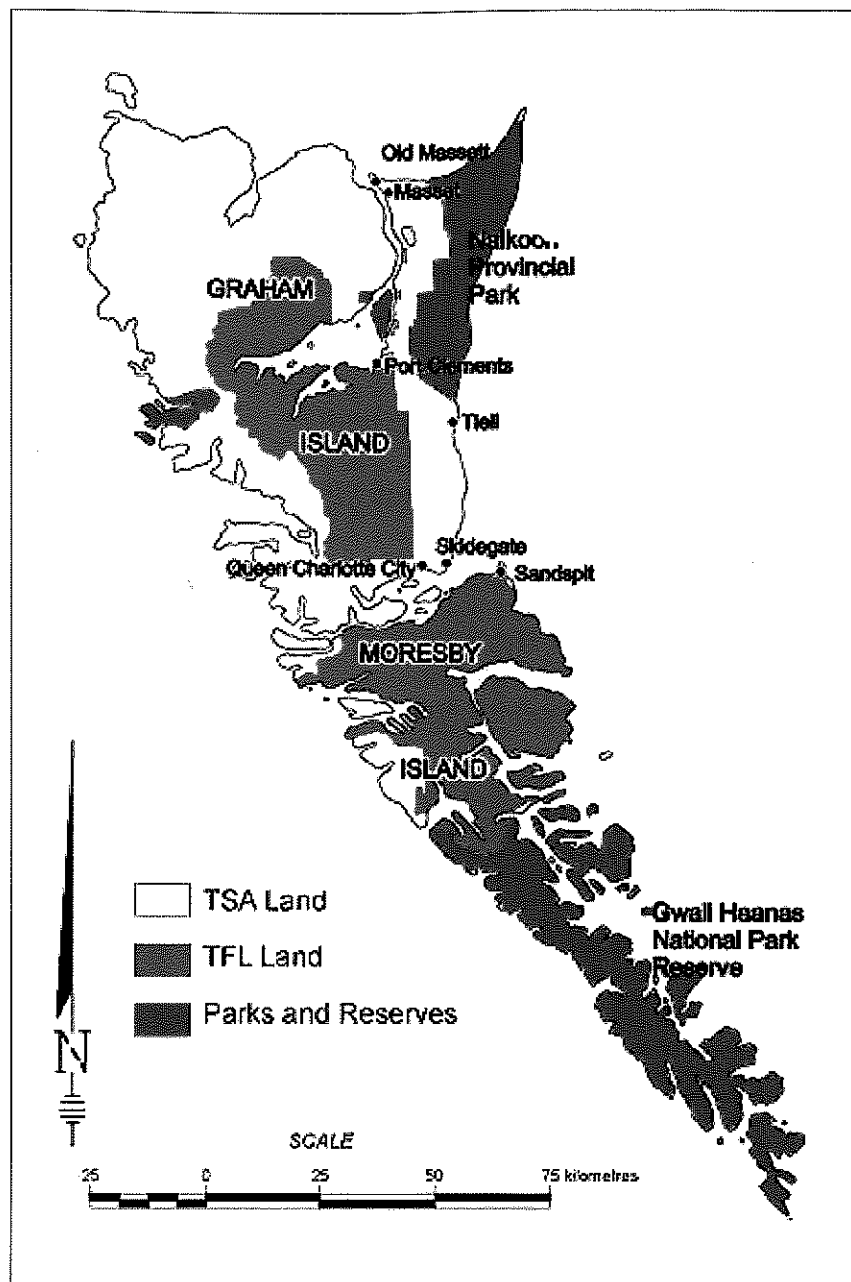 Old Massett
Masset
Naikoon
Provincial
Park
GRAHAM
Port Clements
ISLAND
Tlell
Skidegate
Queen Charlotte City
Sandspit
MORESBY
ISLAND
TSA Land
Gwaii Haanas
National Park
Reserve
TFL Land
Parks and Reserves
N
SCALE
25 0 25 50 75 kilometres